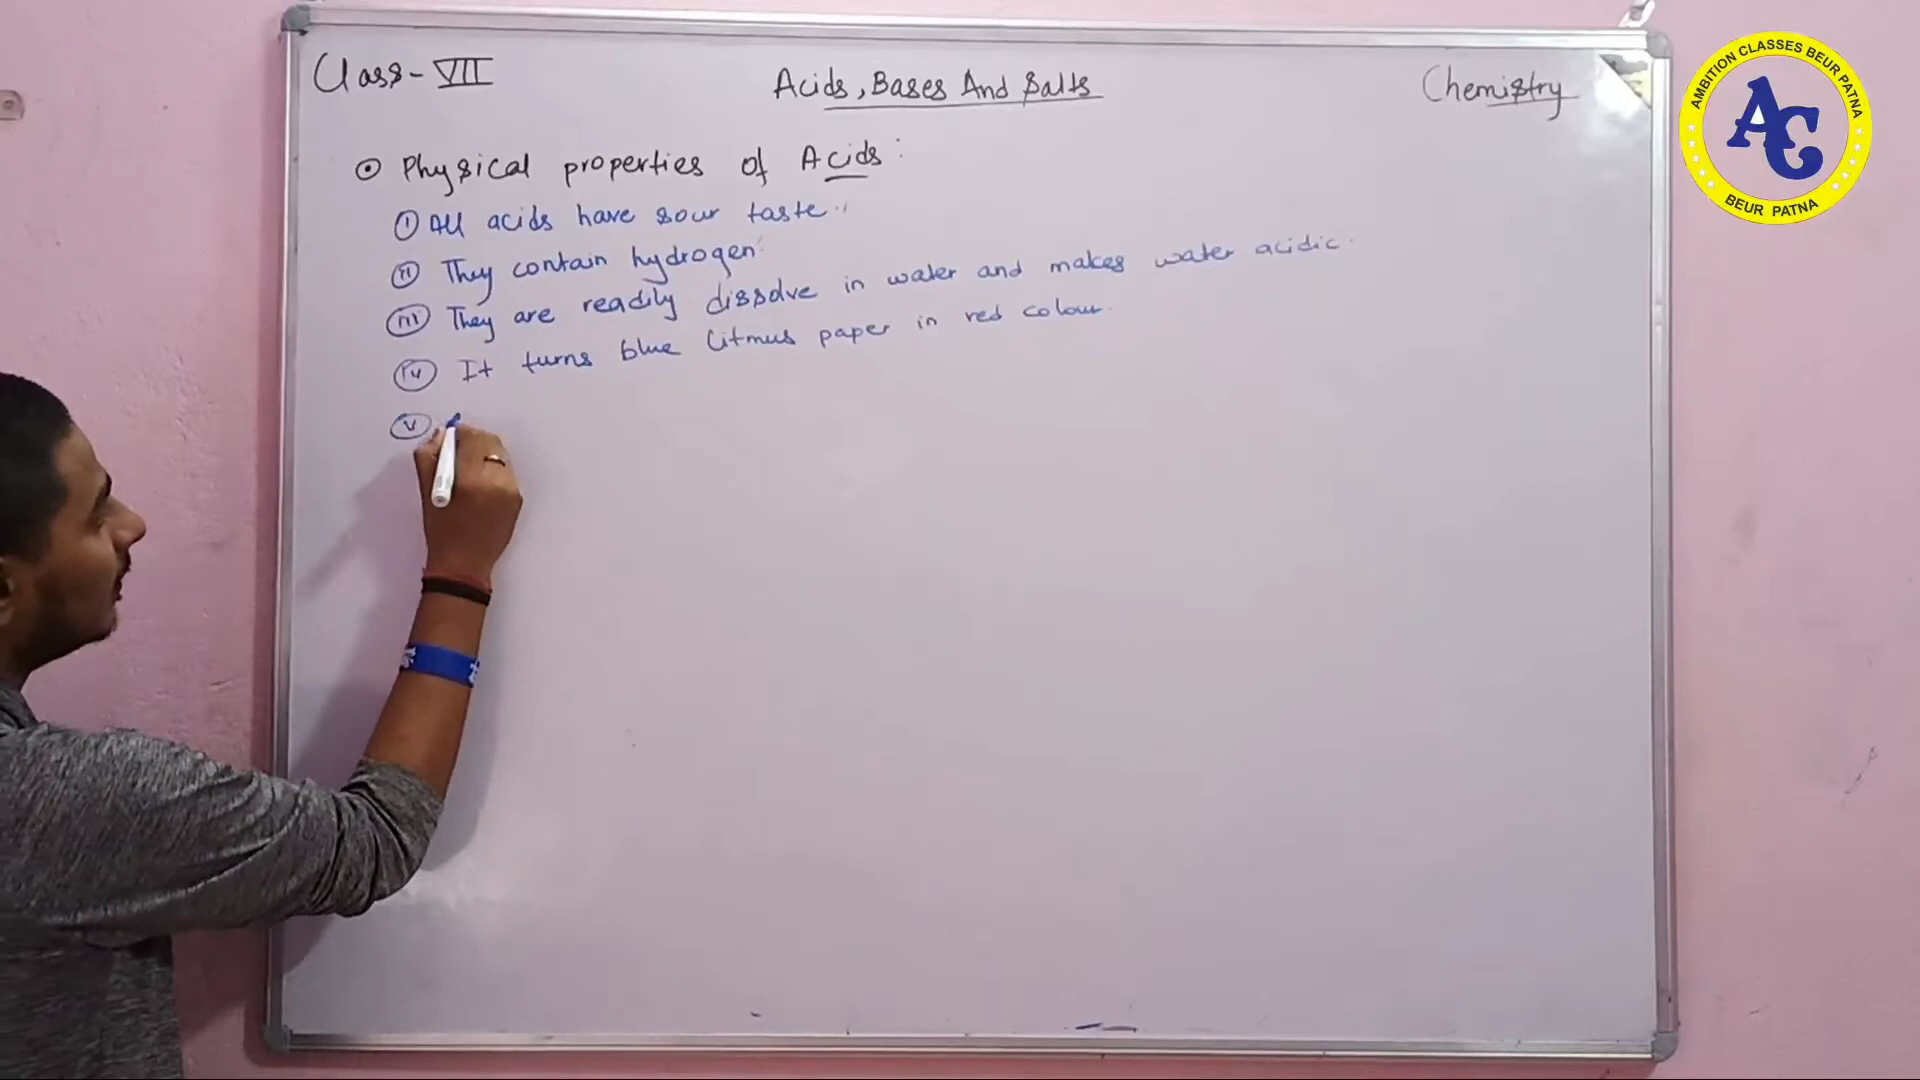 Class-VII
Acids, Bases And Salts
Chemistry
AMBITION CLASSES BEUR PATNA
AC
BEUR PATNA
Physical properties of Acids:
(i) All acids have sour taste.
(ii) They contain hydrogen.
(iii) They are readily dissolve in water and makes water acidic.
(iv) It turns blue litmus paper in red colour.
(v)